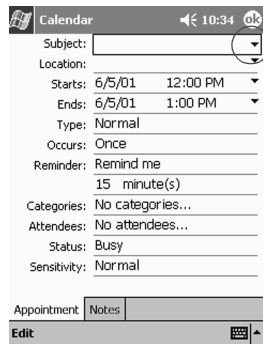 Calendar 10:34 ok
Subject:
Location:
Starts: 6/5/01 12:00 PM
Ends: 6/5/01 1:00 PM
Type: Normal
Occurs: Once
Reminder: Remind me
15 minute(s)
Categories: No categories...
Attendees: No attendees...
Status: Busy
Sensitivity: Normal
Appointment Notes
Edit